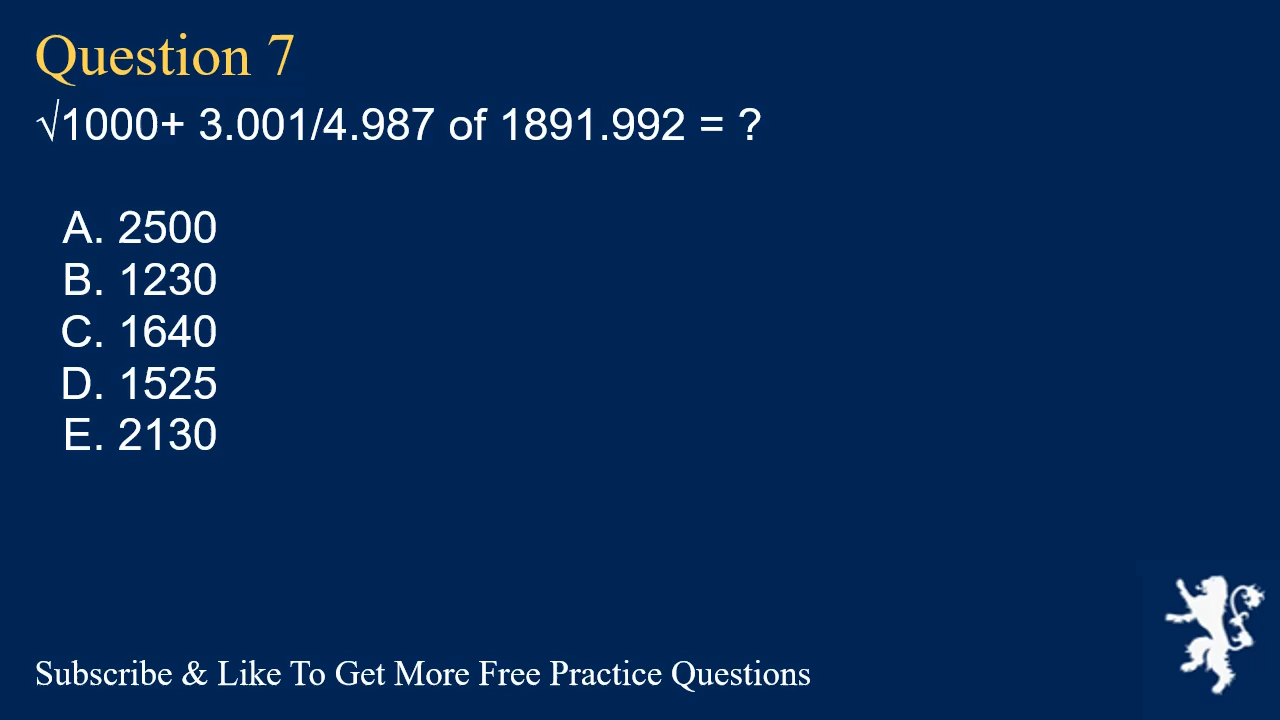 Question 7
√1000+ 3.001/4.987 of 1891.992 = ?
A. 2500
B. 1230
C. 1640
D. 1525
E. 2130
Subscribe & Like To Get More Free Practice Questions